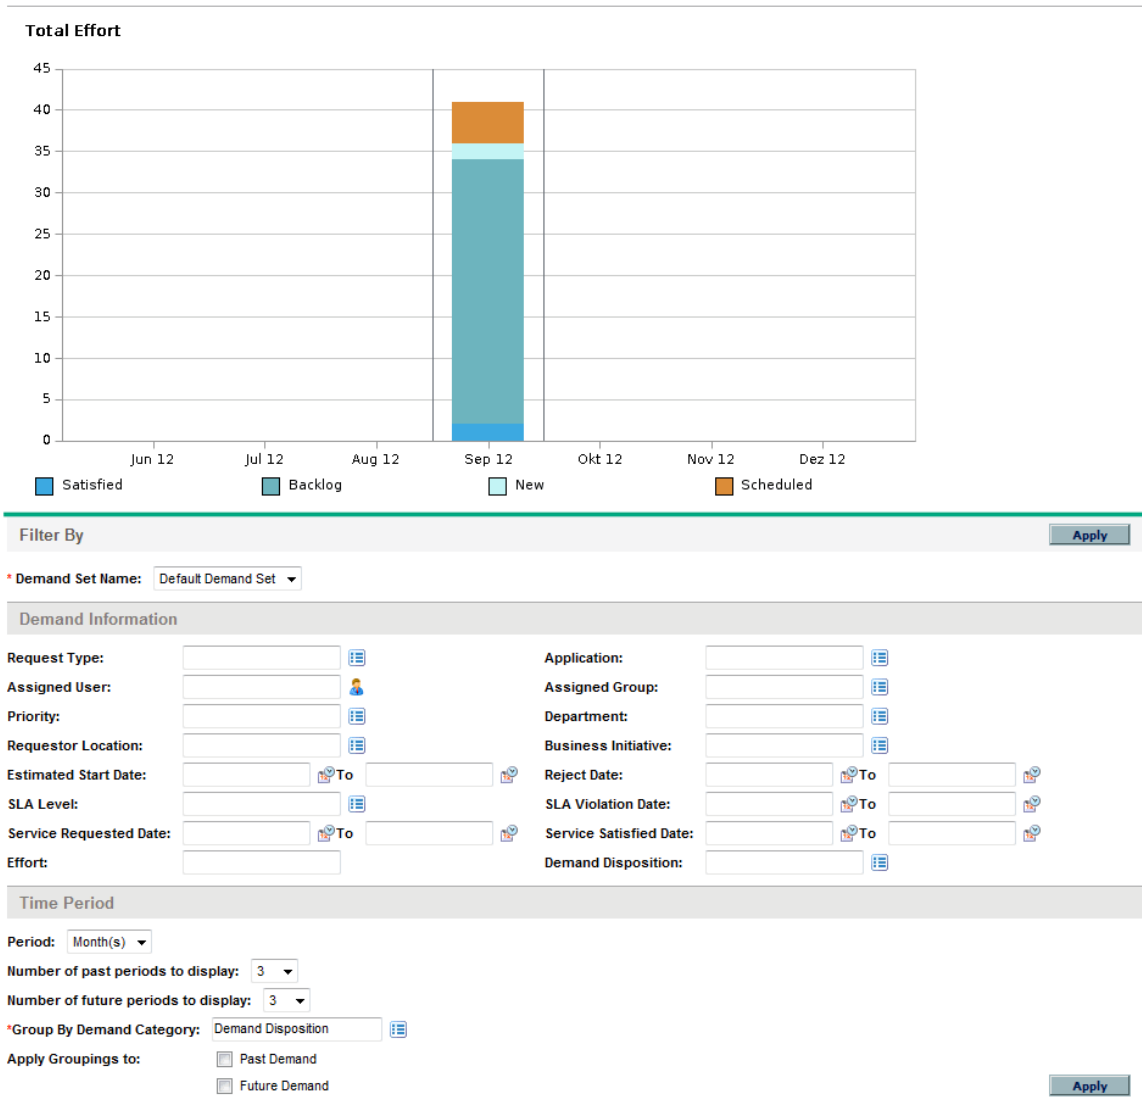 Total Effort
45
40
35
30
25
20
15
10
5
0
Jun 12 Jul 12 Aug 12 Sep 12 Okt 12 Nov 12 Dez 12
Satisfied Backlog New Scheduled
Filter By Apply
* Demand Set Name: Default Demand Set
Demand Information
Request Type: Application:
Assigned User: Assigned Group:
Priority: Department:
Requestor Location: Business Initiative:
Estimated Start Date: To Reject Date: To
SLA Level: SLA Violation Date: To
Service Requested Date: To Service Satisfied Date: To
Effort: Demand Disposition:
Time Period
Period: Month(s)
Number of past periods to display: 3
Number of future periods to display: 3
*Group By Demand Category: Demand Disposition
Apply Groupings to: Past Demand
Future Demand Apply